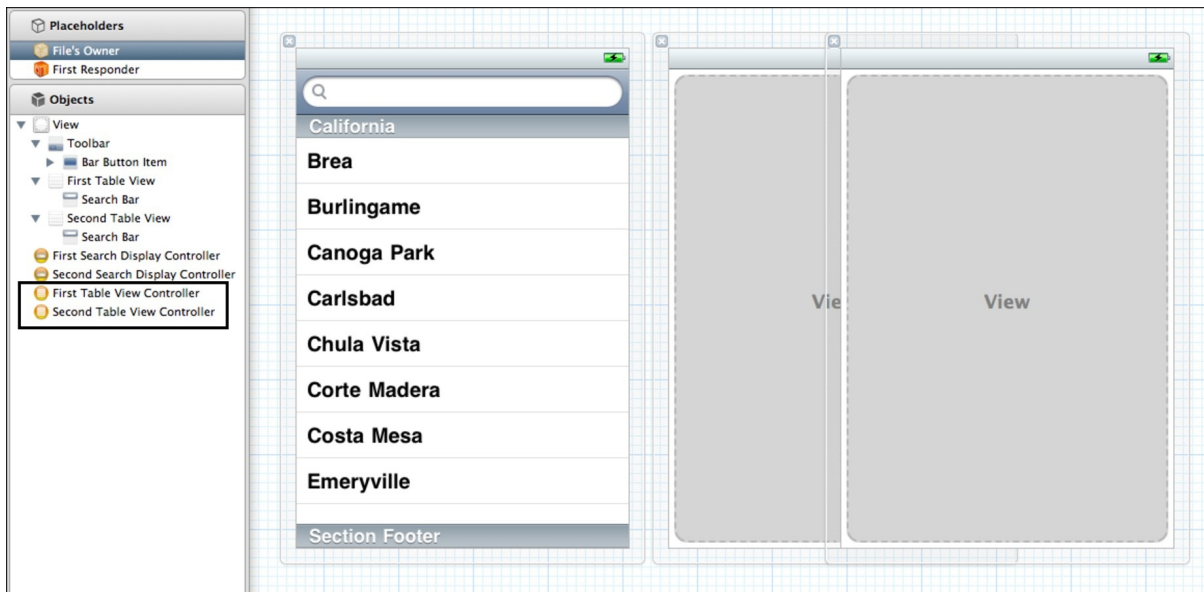 Placeholders
File's Owner
First Responder
Objects
View
Toolbar
Bar Button Item
First Table View
Search Bar
Second Table View
Search Bar
First Search Display Controller
Second Search Display Controller
First Table View Controller
Second Table View Controller
California
Brea
Burlingame
Canoga Park
Carlsbad
Chula Vista
Corte Madera
Costa Mesa
Emeryville
Section Footer
Vie
View